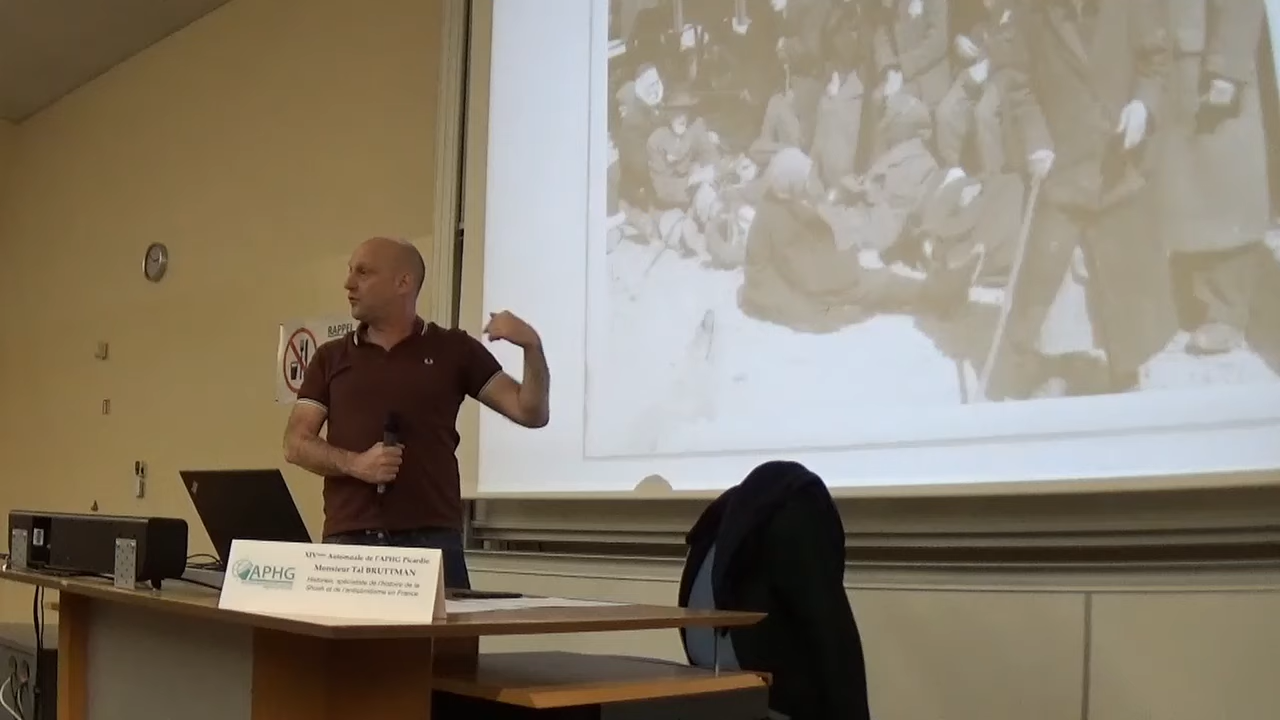 RAPPEL
XIVème Automnale de l'APHG Picardie
Monsieur Tal BRUTTMAN
APHG
Historien, spécialiste de l'histoire de la
Shoah et de l'antisémitisme en France